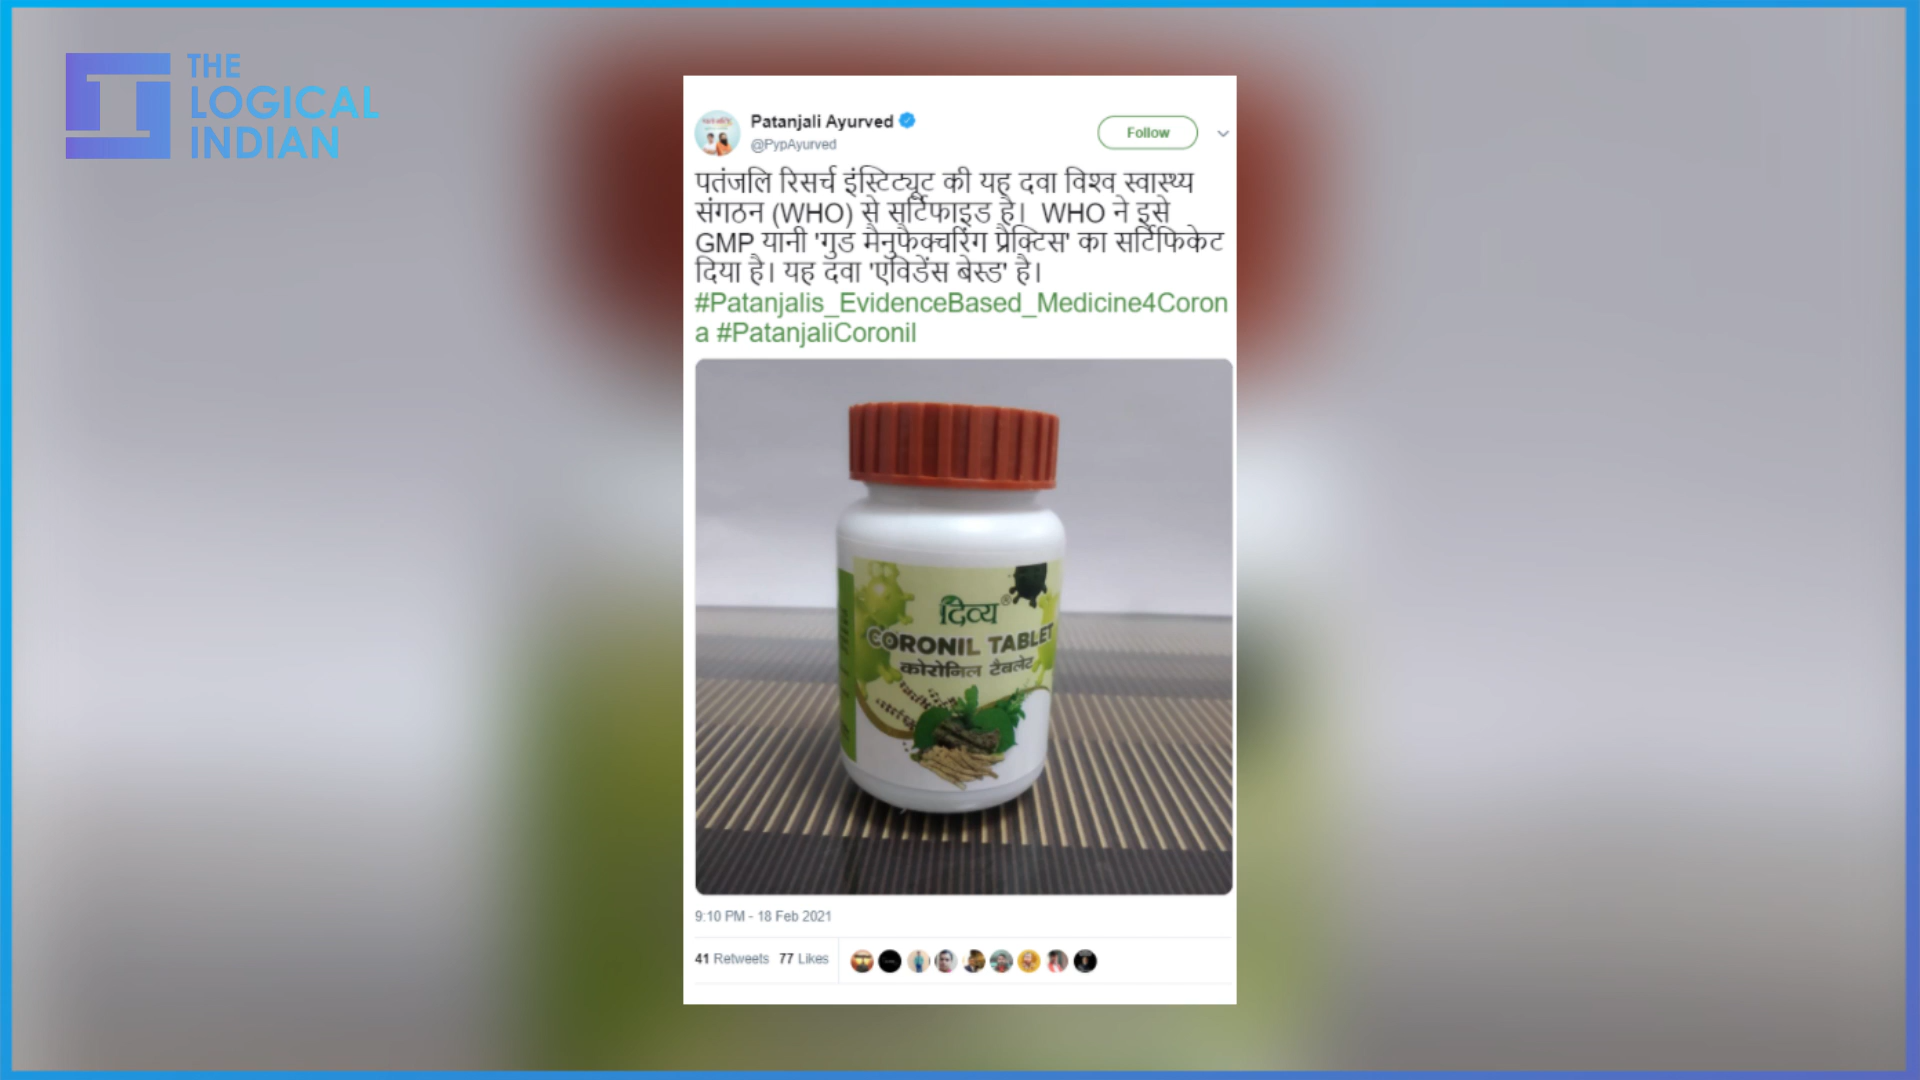 THE
LOGICAL
INDIAN
Patanjali Ayurved
@PypAyurved
Follow
पतंजलि रिसर्च इंस्टिट्यूट की यह दवा विश्व स्वास्थ्य
संगठन (WHO) से सर्टिफाइड है। WHO ने इसे
GMP यानी 'गुड मैनुफैक्चरिंग प्रैक्टिस' का सर्टिफिकेट
दिया है। यह दवा 'एविडेंस बेस्ड' है।
#Patanjalis_EvidenceBased_Medicine4Coron
a #PatanjaliCoronil
दिव्य®
CORONIL TABLET
कोरोनिल टैबलेट
9:10 PM - 18 Feb 2021
41 Retweets 77 Likes